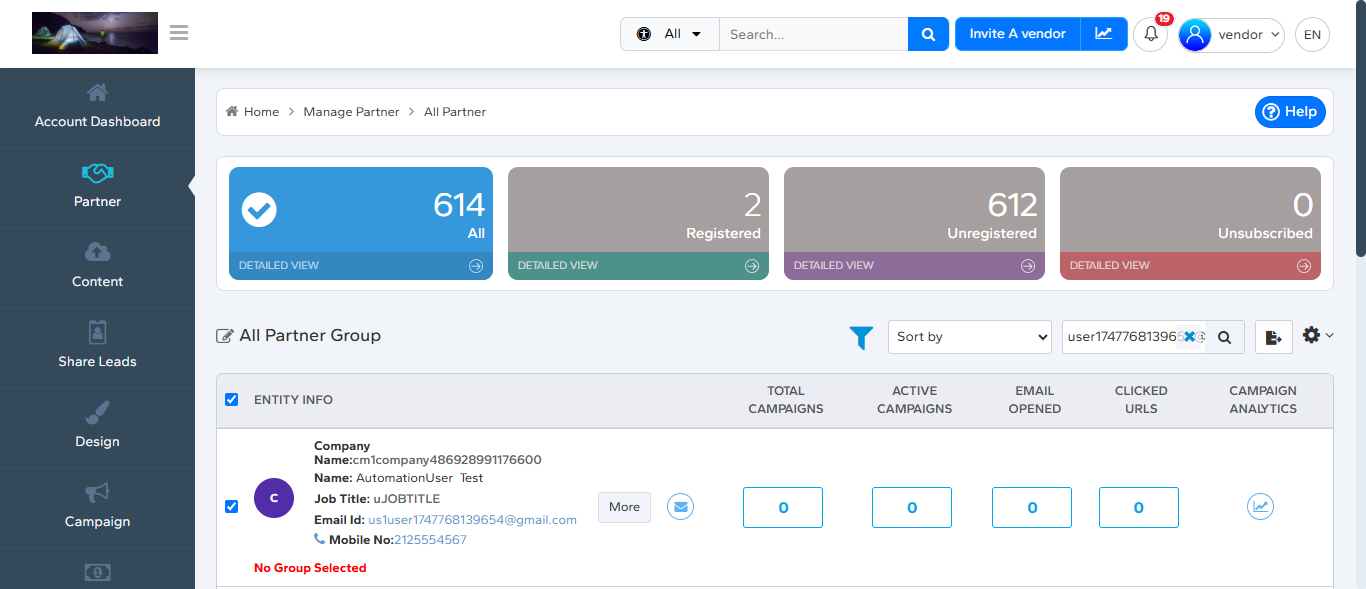 All
Search...
Invite A vendor
19
vendor
EN
Account Dashboard
Partner
Content
Share Leads
Design
Campaign
Home > Manage Partner > All Partner
Help
614
All
DETAILED VIEW
2
Registered
DETAILED VIEW
612
Unregistered
DETAILED VIEW
0
Unsubscribed
DETAILED VIEW
All Partner Group
Sort by
ENTITY INFO
TOTAL
CAMPAIGNS
ACTIVE
CAMPAIGNS
EMAIL
OPENED
CLICKED
URLS
CAMPAIGN
ANALYTICS
C
Company
Name:cm1company486928991176600
Name: AutomationUser Test
Job Title: uJOBTITLE
Email Id: us1user1747768139654@gmail.com
Mobile No:2125554567
No Group Selected
More
0
0
0
0